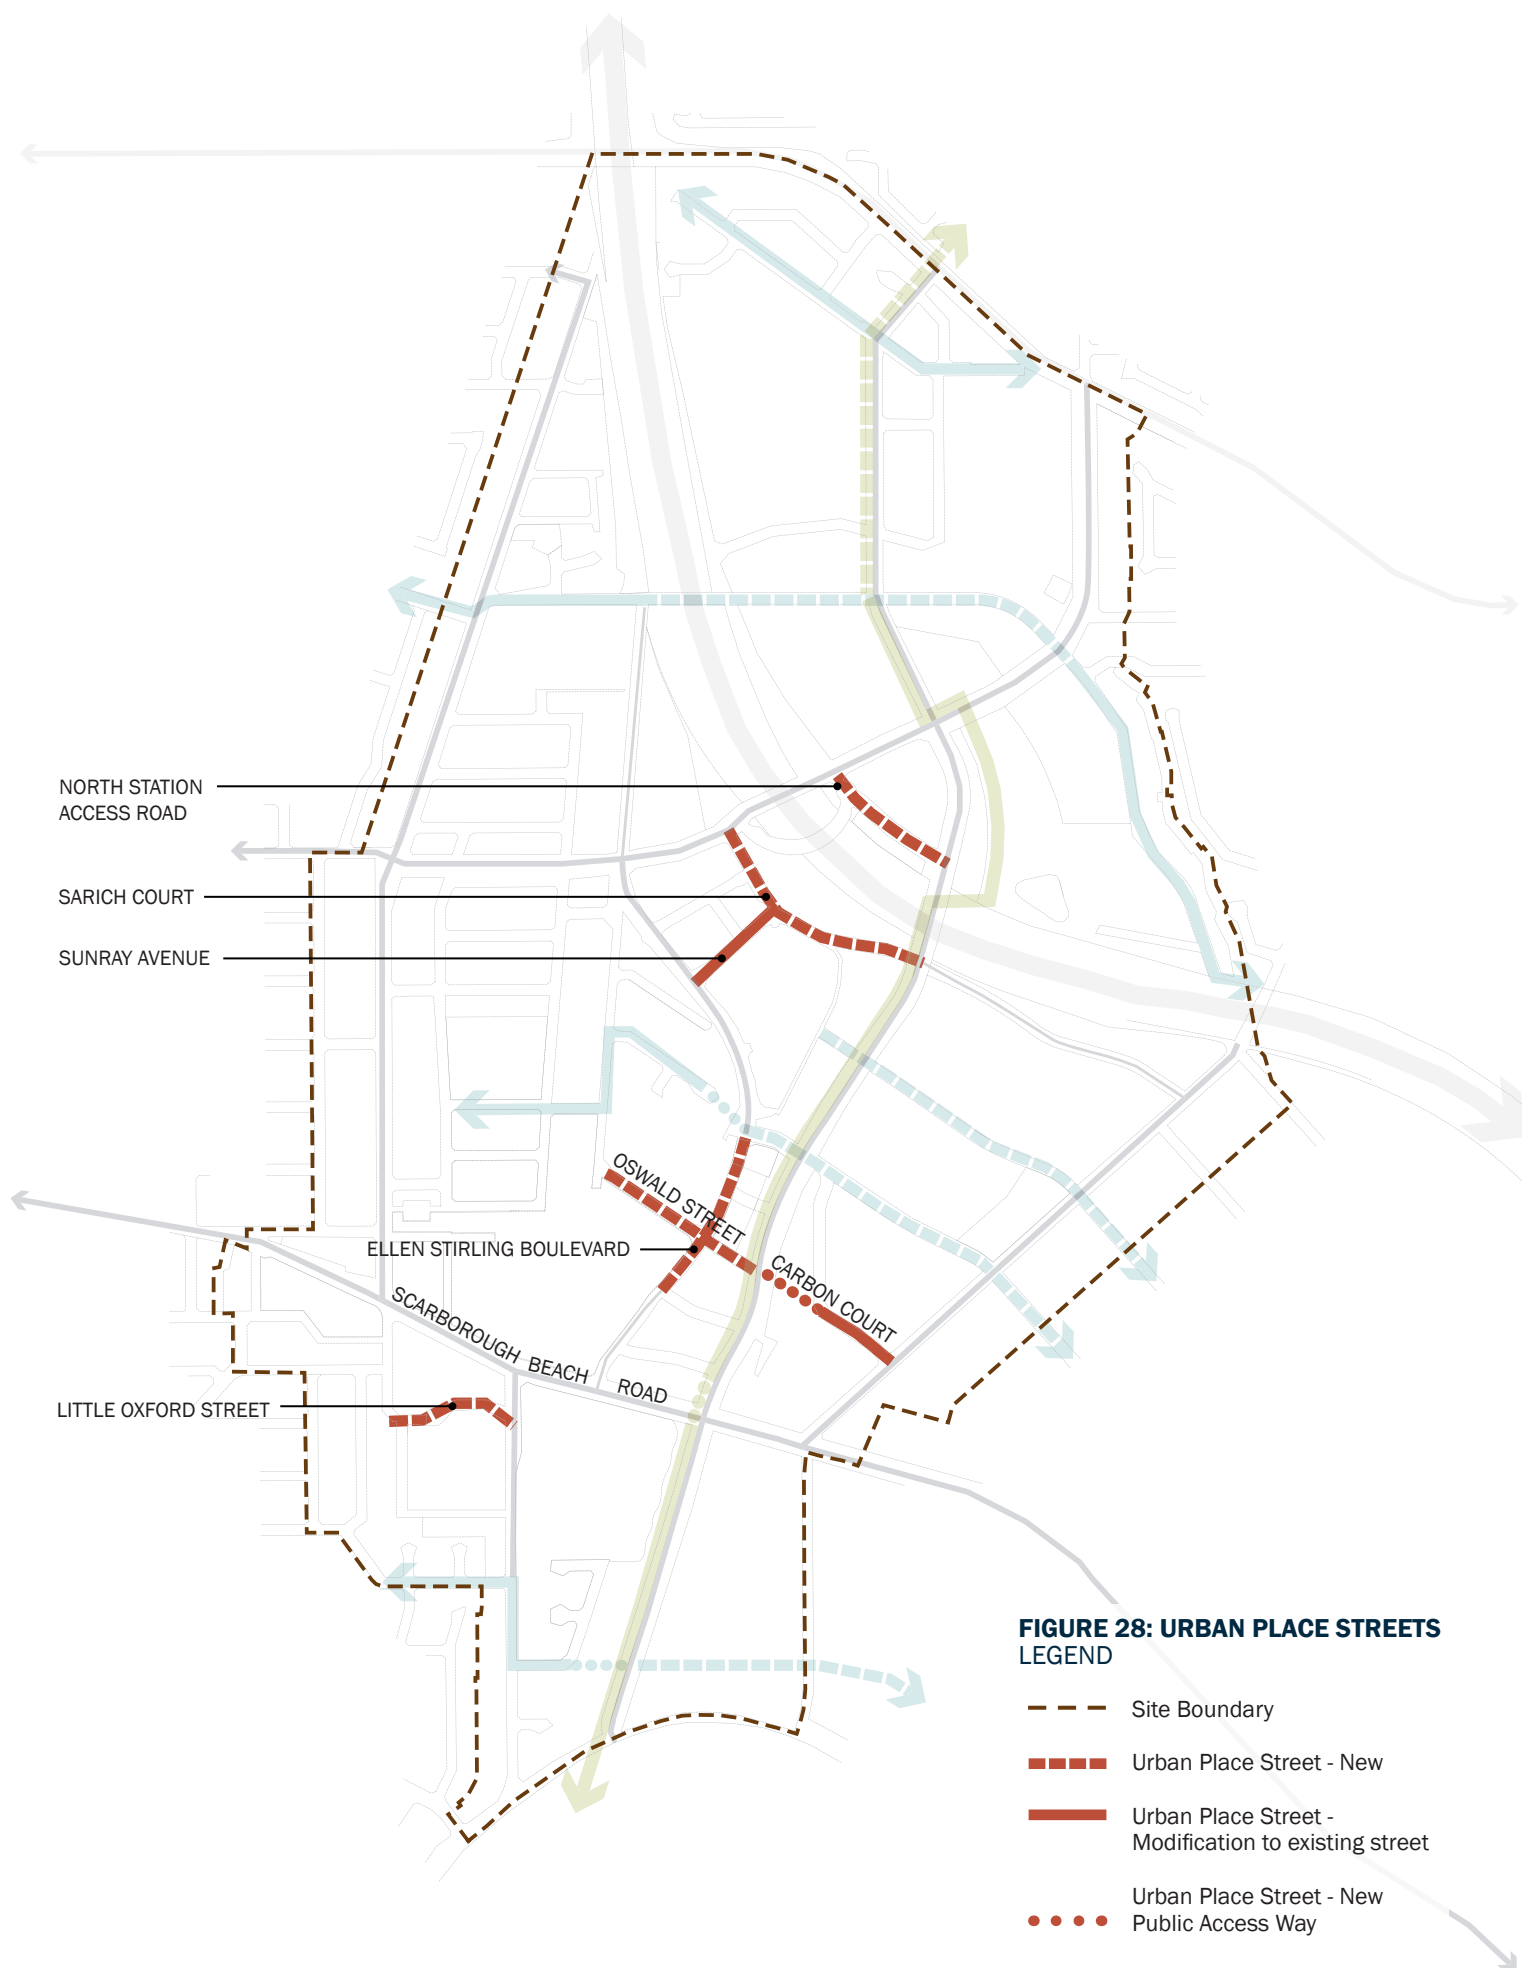 NORTH STATION
ACCESS ROAD
SARICH COURT
SUNRAY AVENUE
OSWALD STREET
ELLEN STIRLING BOULEVARD
CARBON COURT
SCARBOROUGH BEACH ROAD
LITTLE OXFORD STREET
FIGURE 28: URBAN PLACE STREETS
LEGEND
Site Boundary
Urban Place Street - New
Urban Place Street -
Modification to existing street
Urban Place Street - New
Public Access Way